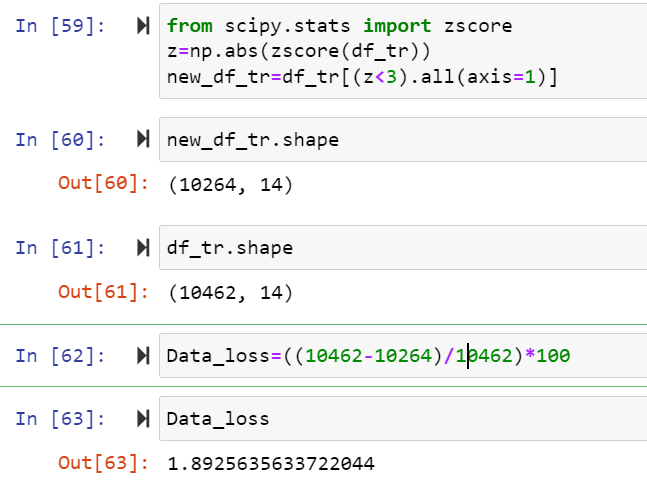 In [59]: from scipy.stats import zscore
z=np.abs(zscore(df_tr))
new_df_tr=df_tr[(z<3).all(axis=1)]
In [60]: new_df_tr.shape
Out[60]: (10264, 14)
In [61]: df_tr.shape
Out[61]: (10462, 14)
In [62]: Data_loss=((10462-10264)/10462)*100
In [63]: Data_loss
Out[63]: 1.8925635633722044